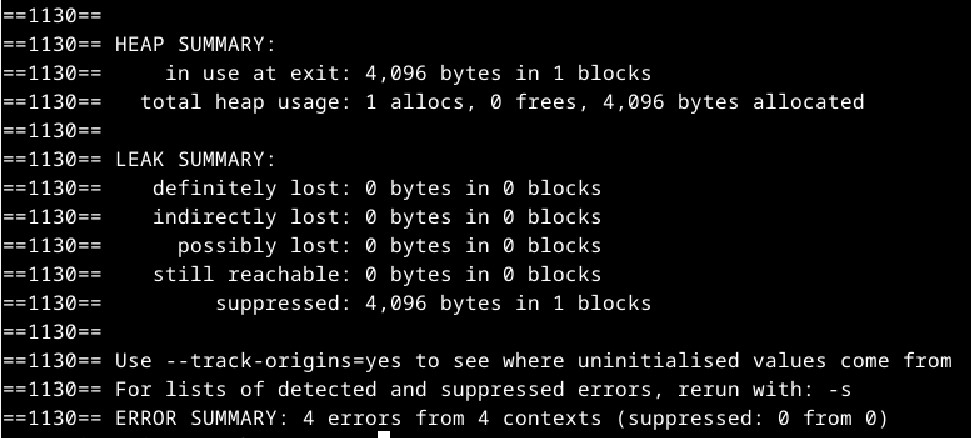 ==1130==
==1130== HEAP SUMMARY:
==1130==     in use at exit: 4,096 bytes in 1 blocks
==1130==   total heap usage: 1 allocs, 0 frees, 4,096 bytes allocated
==1130==
==1130== LEAK SUMMARY:
==1130==    definitely lost: 0 bytes in 0 blocks
==1130==    indirectly lost: 0 bytes in 0 blocks
==1130==      possibly lost: 0 bytes in 0 blocks
==1130==    still reachable: 0 bytes in 0 blocks
==1130==         suppressed: 4,096 bytes in 1 blocks
==1130==
==1130== Use --track-origins=yes to see where uninitialised values come from
==1130== For lists of detected and suppressed errors, rerun with: -s
==1130== ERROR SUMMARY: 4 errors from 4 contexts (suppressed: 0 from 0)